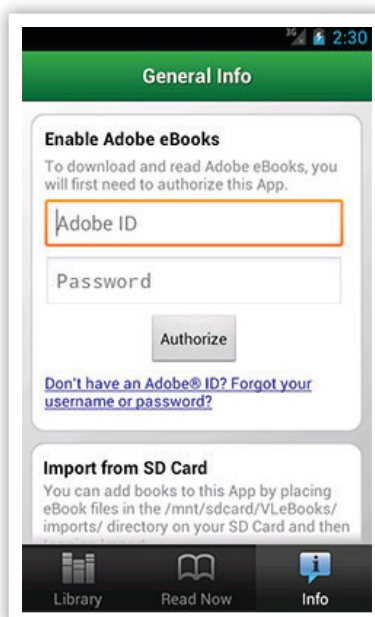 3G 2:30
General Info
Enable Adobe eBooks
To download and read Adobe eBooks, you
will first need to authorize this App.
Adobe ID
Password
Authorize
Don't have an Adobe® ID? Forgot your
username or password?
Import from SD Card
You can add books to this App by placing
eBook files in the /mnt/sdcard/VLeBooks/
imports/ directory on your SD Card and then
Library Read Now Info